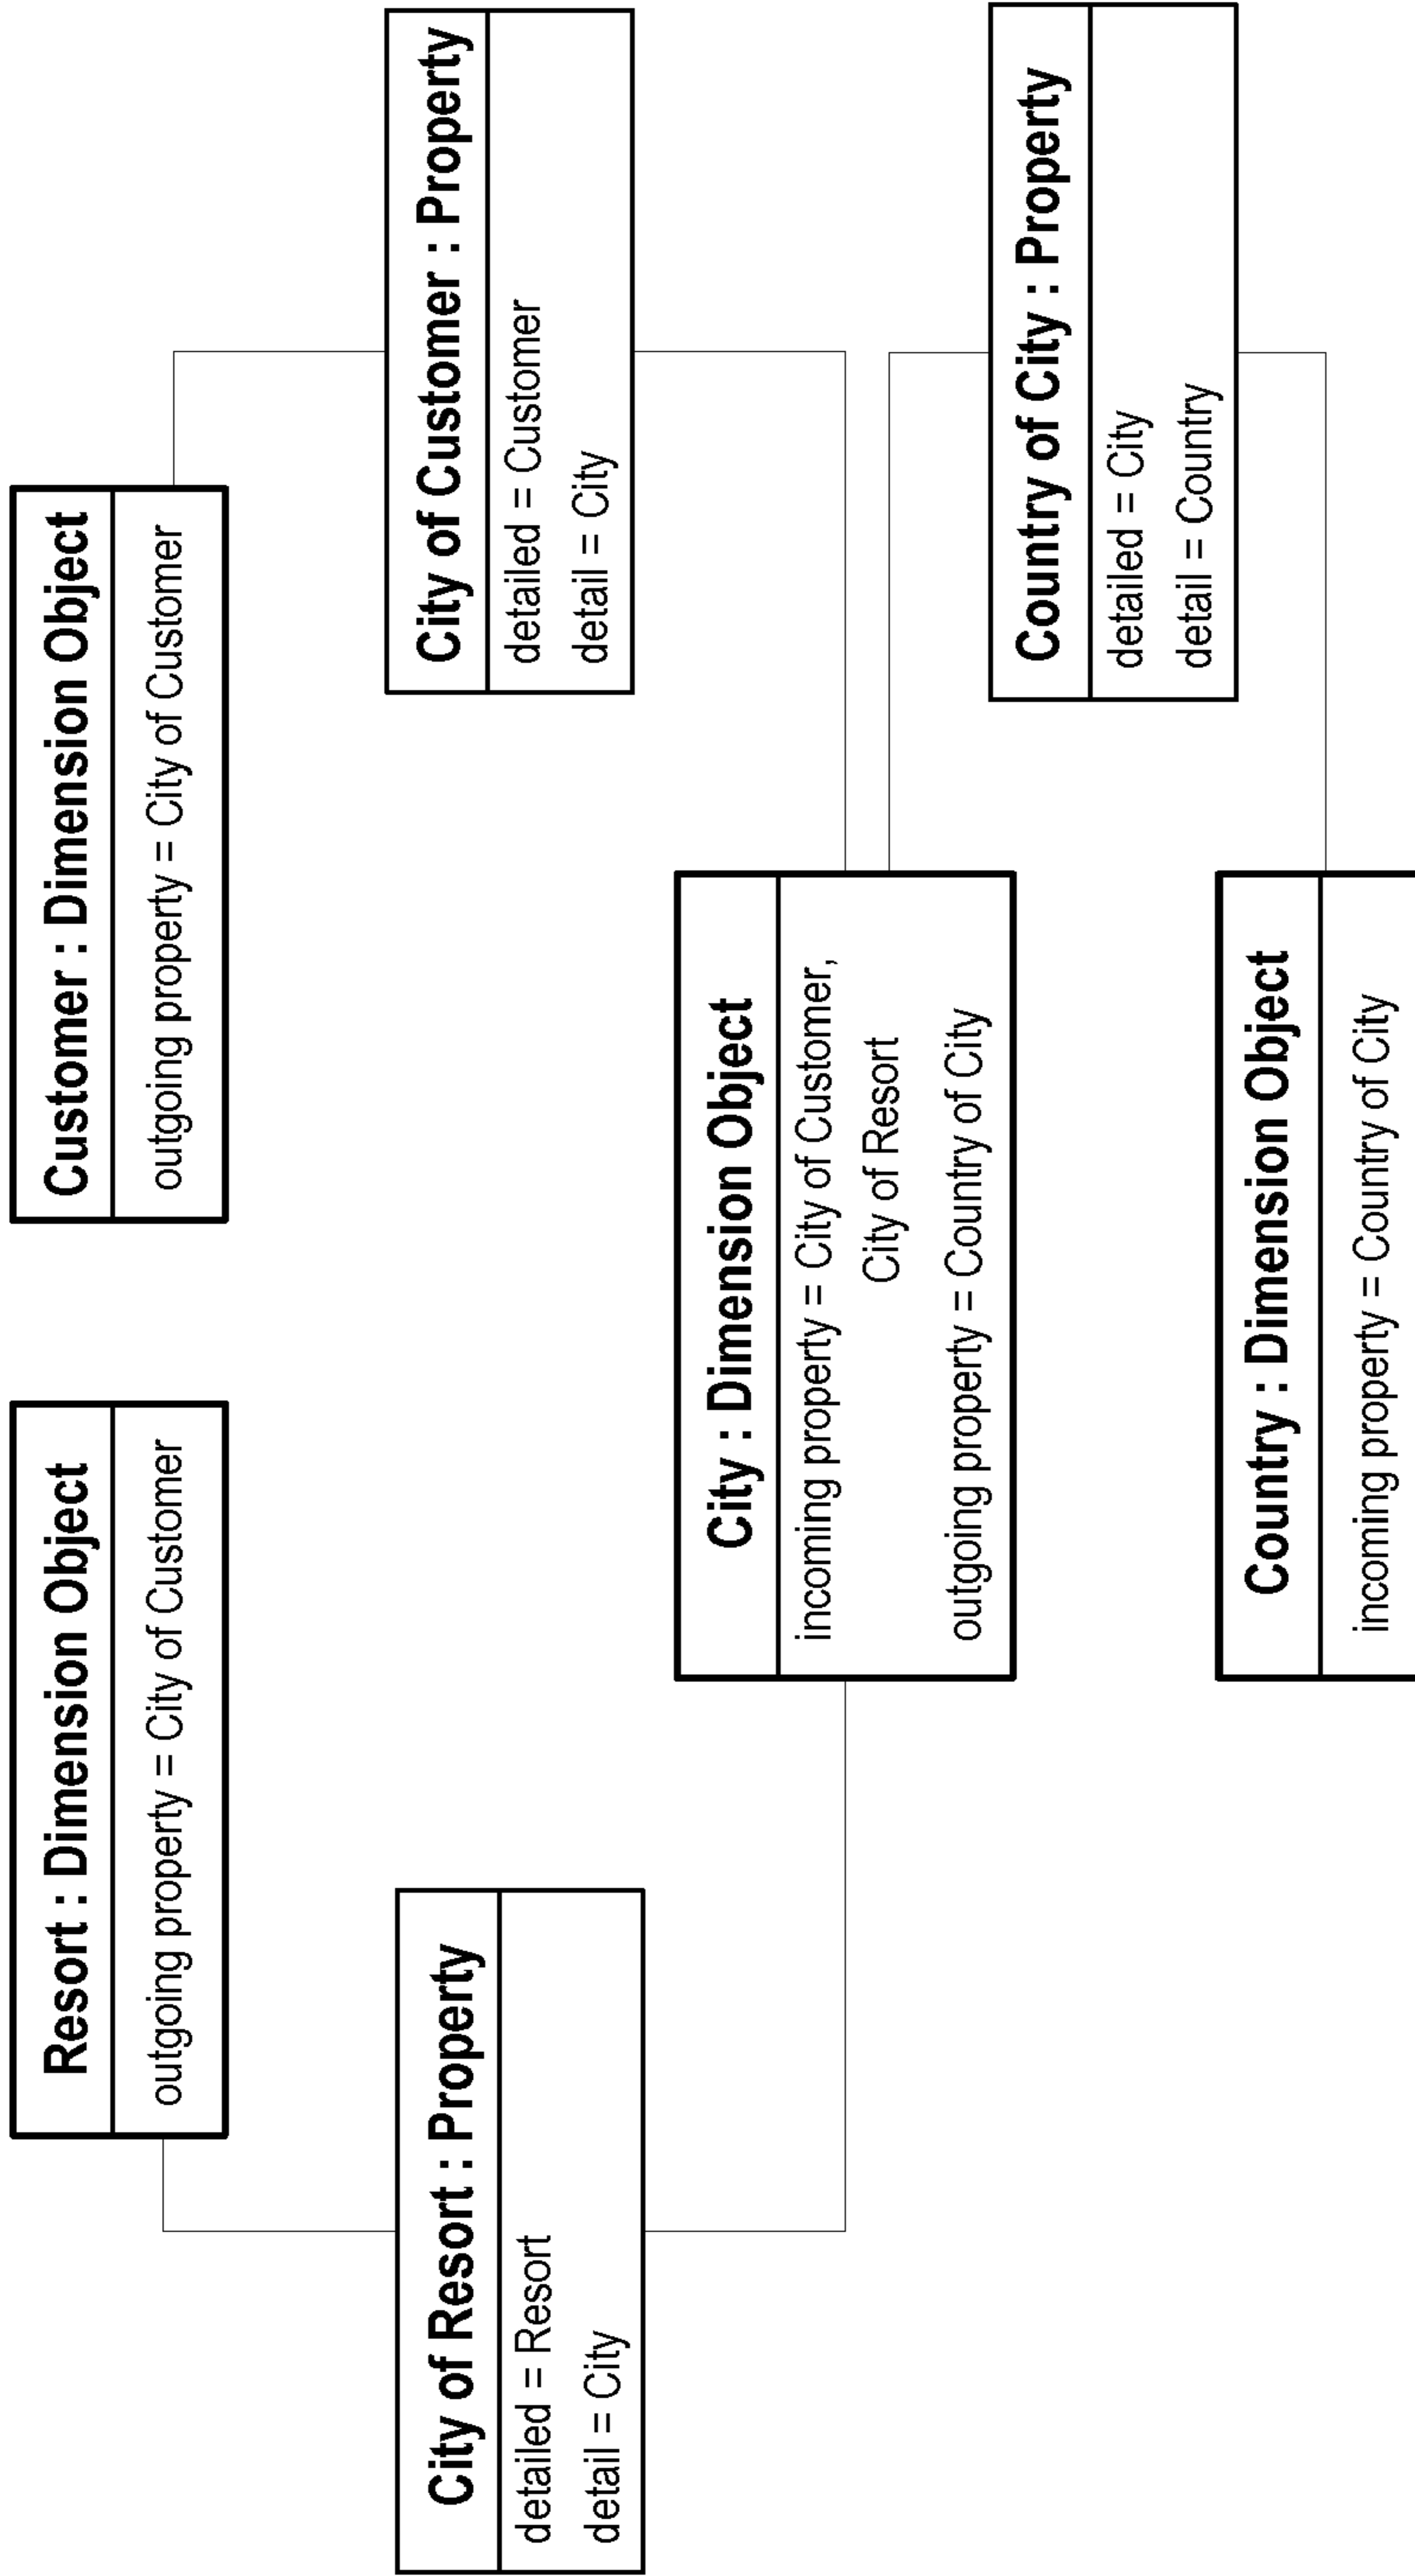 Resort : Dimension Object
outgoing property = City of Customer
Customer : Dimension Object
outgoing property = City of Customer
City of Resort : Property
detailed = Resort
detail = City
City of Customer : Property
detailed = Customer
detail = City
City : Dimension Object
incoming property = City of Customer,
City of Resort
outgoing property = Country of City
Country of City : Property
detailed = City
detail = Country
Country : Dimension Object
incoming property = Country of City